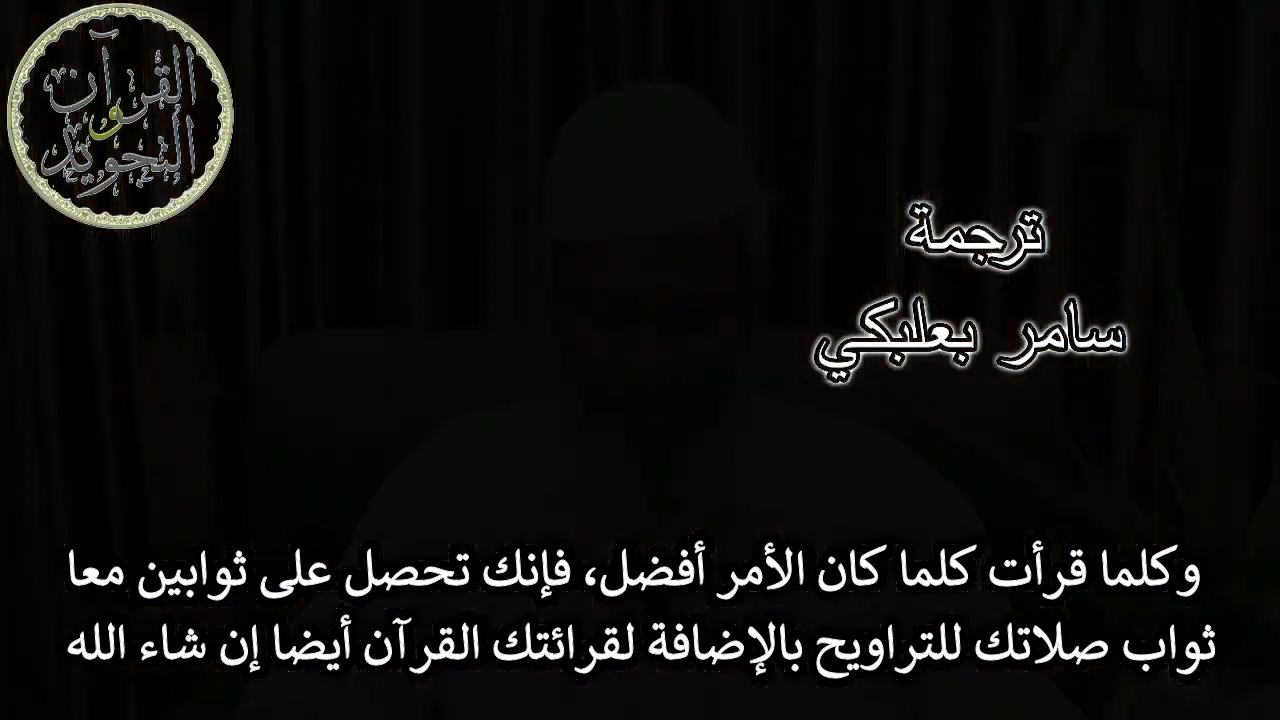 القرآن
و
التجويد
ترجمة
سامر بعلبكي
وكلما قرأت كلما كان الأمر أفضل، فإنك تحصل على ثوابين معا
ثواب صلاتك للتراويح بالإضافة لقرائتك القرآن أيضا إن شاء الله